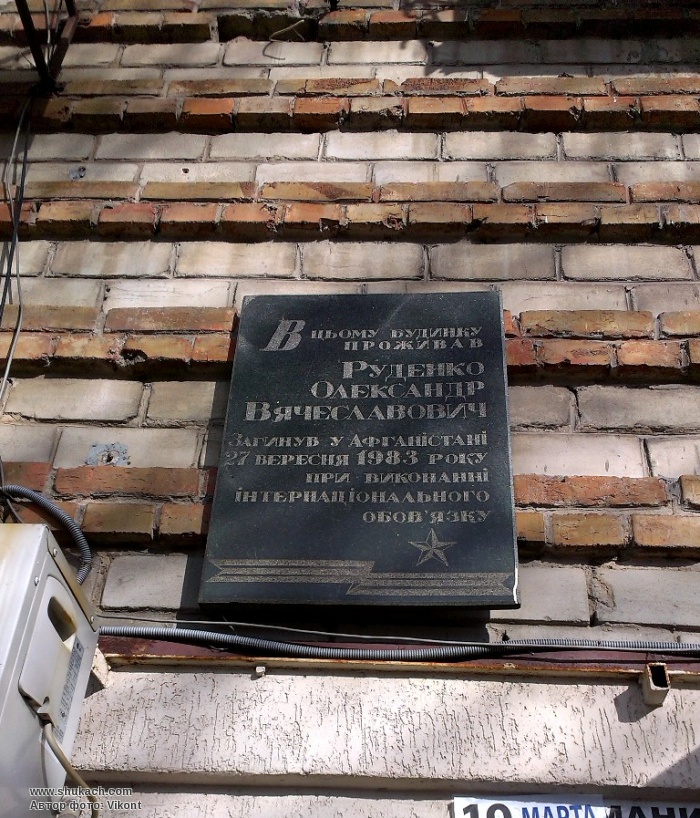 В цьому будинку
проживав
Руденко
Олександр
Вячеславович
Загинув у Афганістані
27 вересня 1983 року
при виконанні
інтернаціонального
обов'язку
www.shukach.com
Автор фото: Vikont
МАРТА